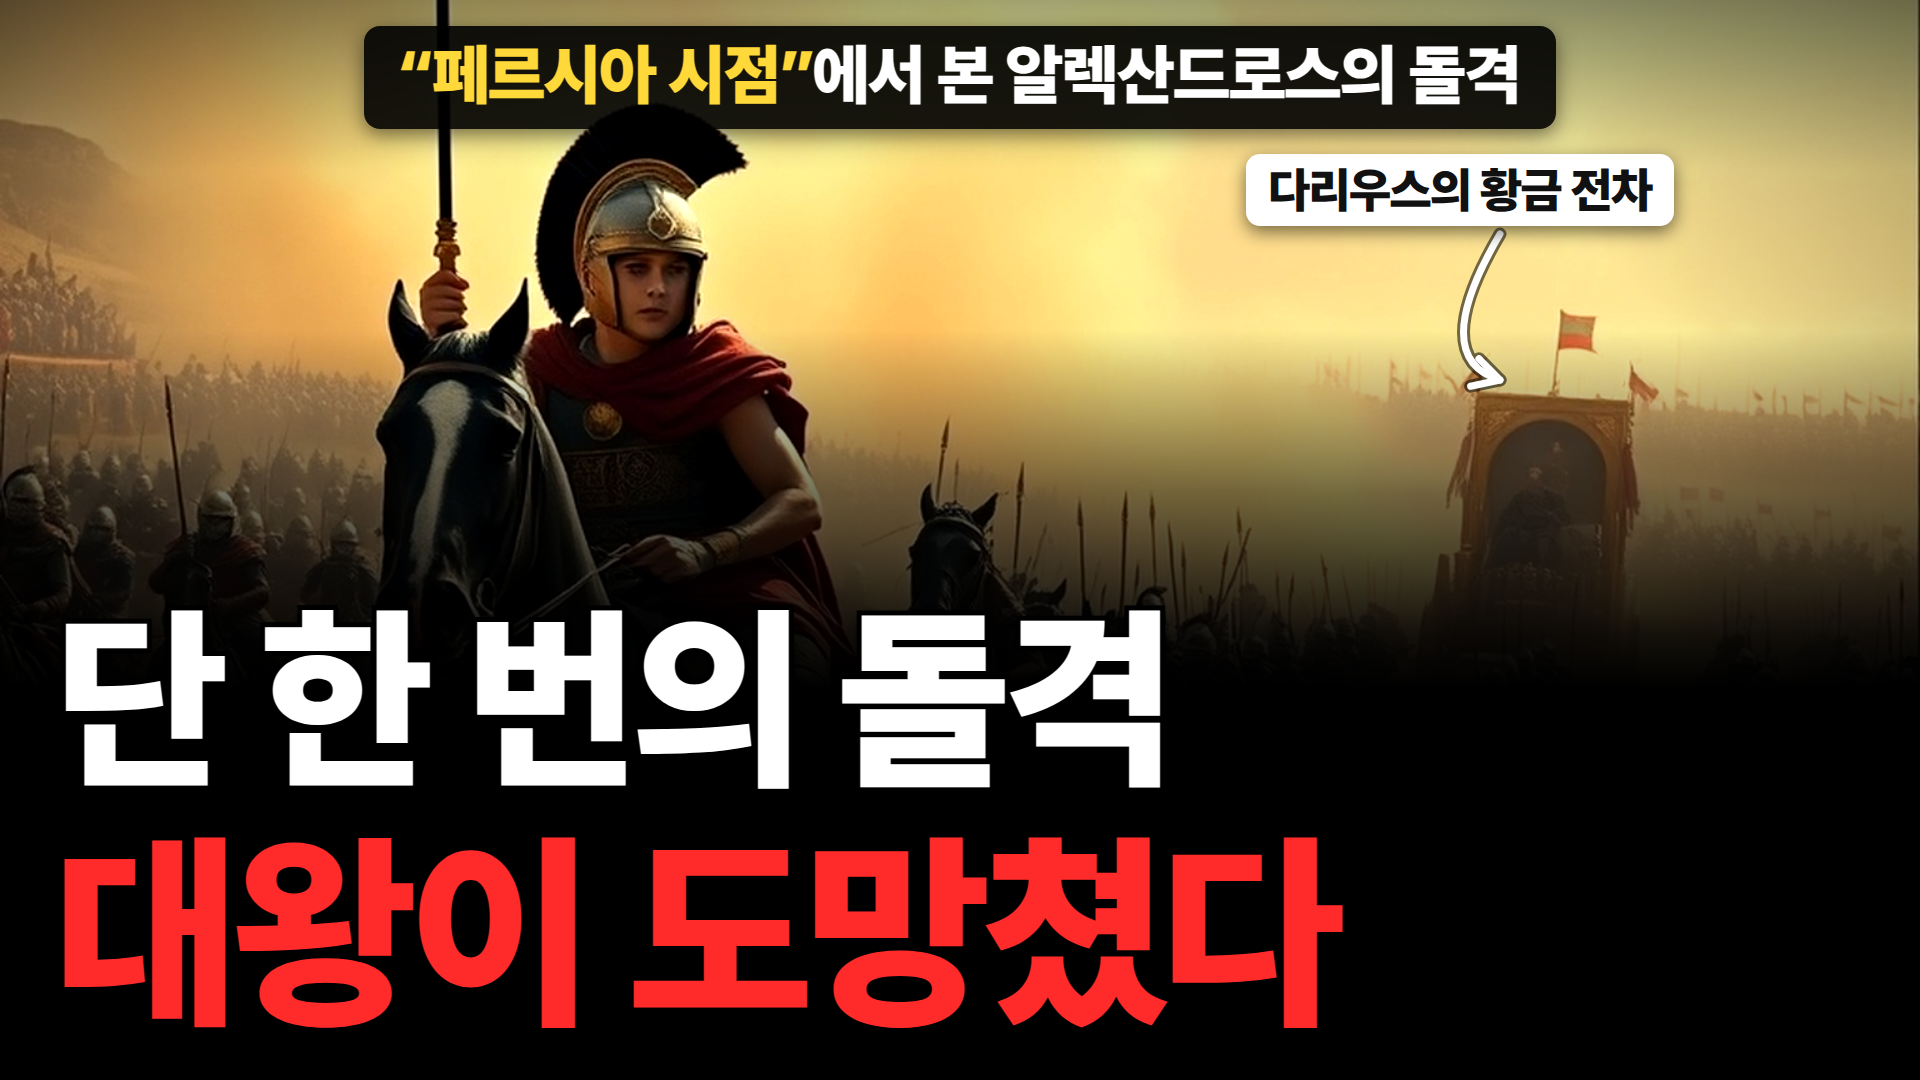 “페르시아 시점”에서 본 알렉산드로스의 돌격
다리우스의 황금 전차
단 한 번의 돌격
대왕이 도망쳤다